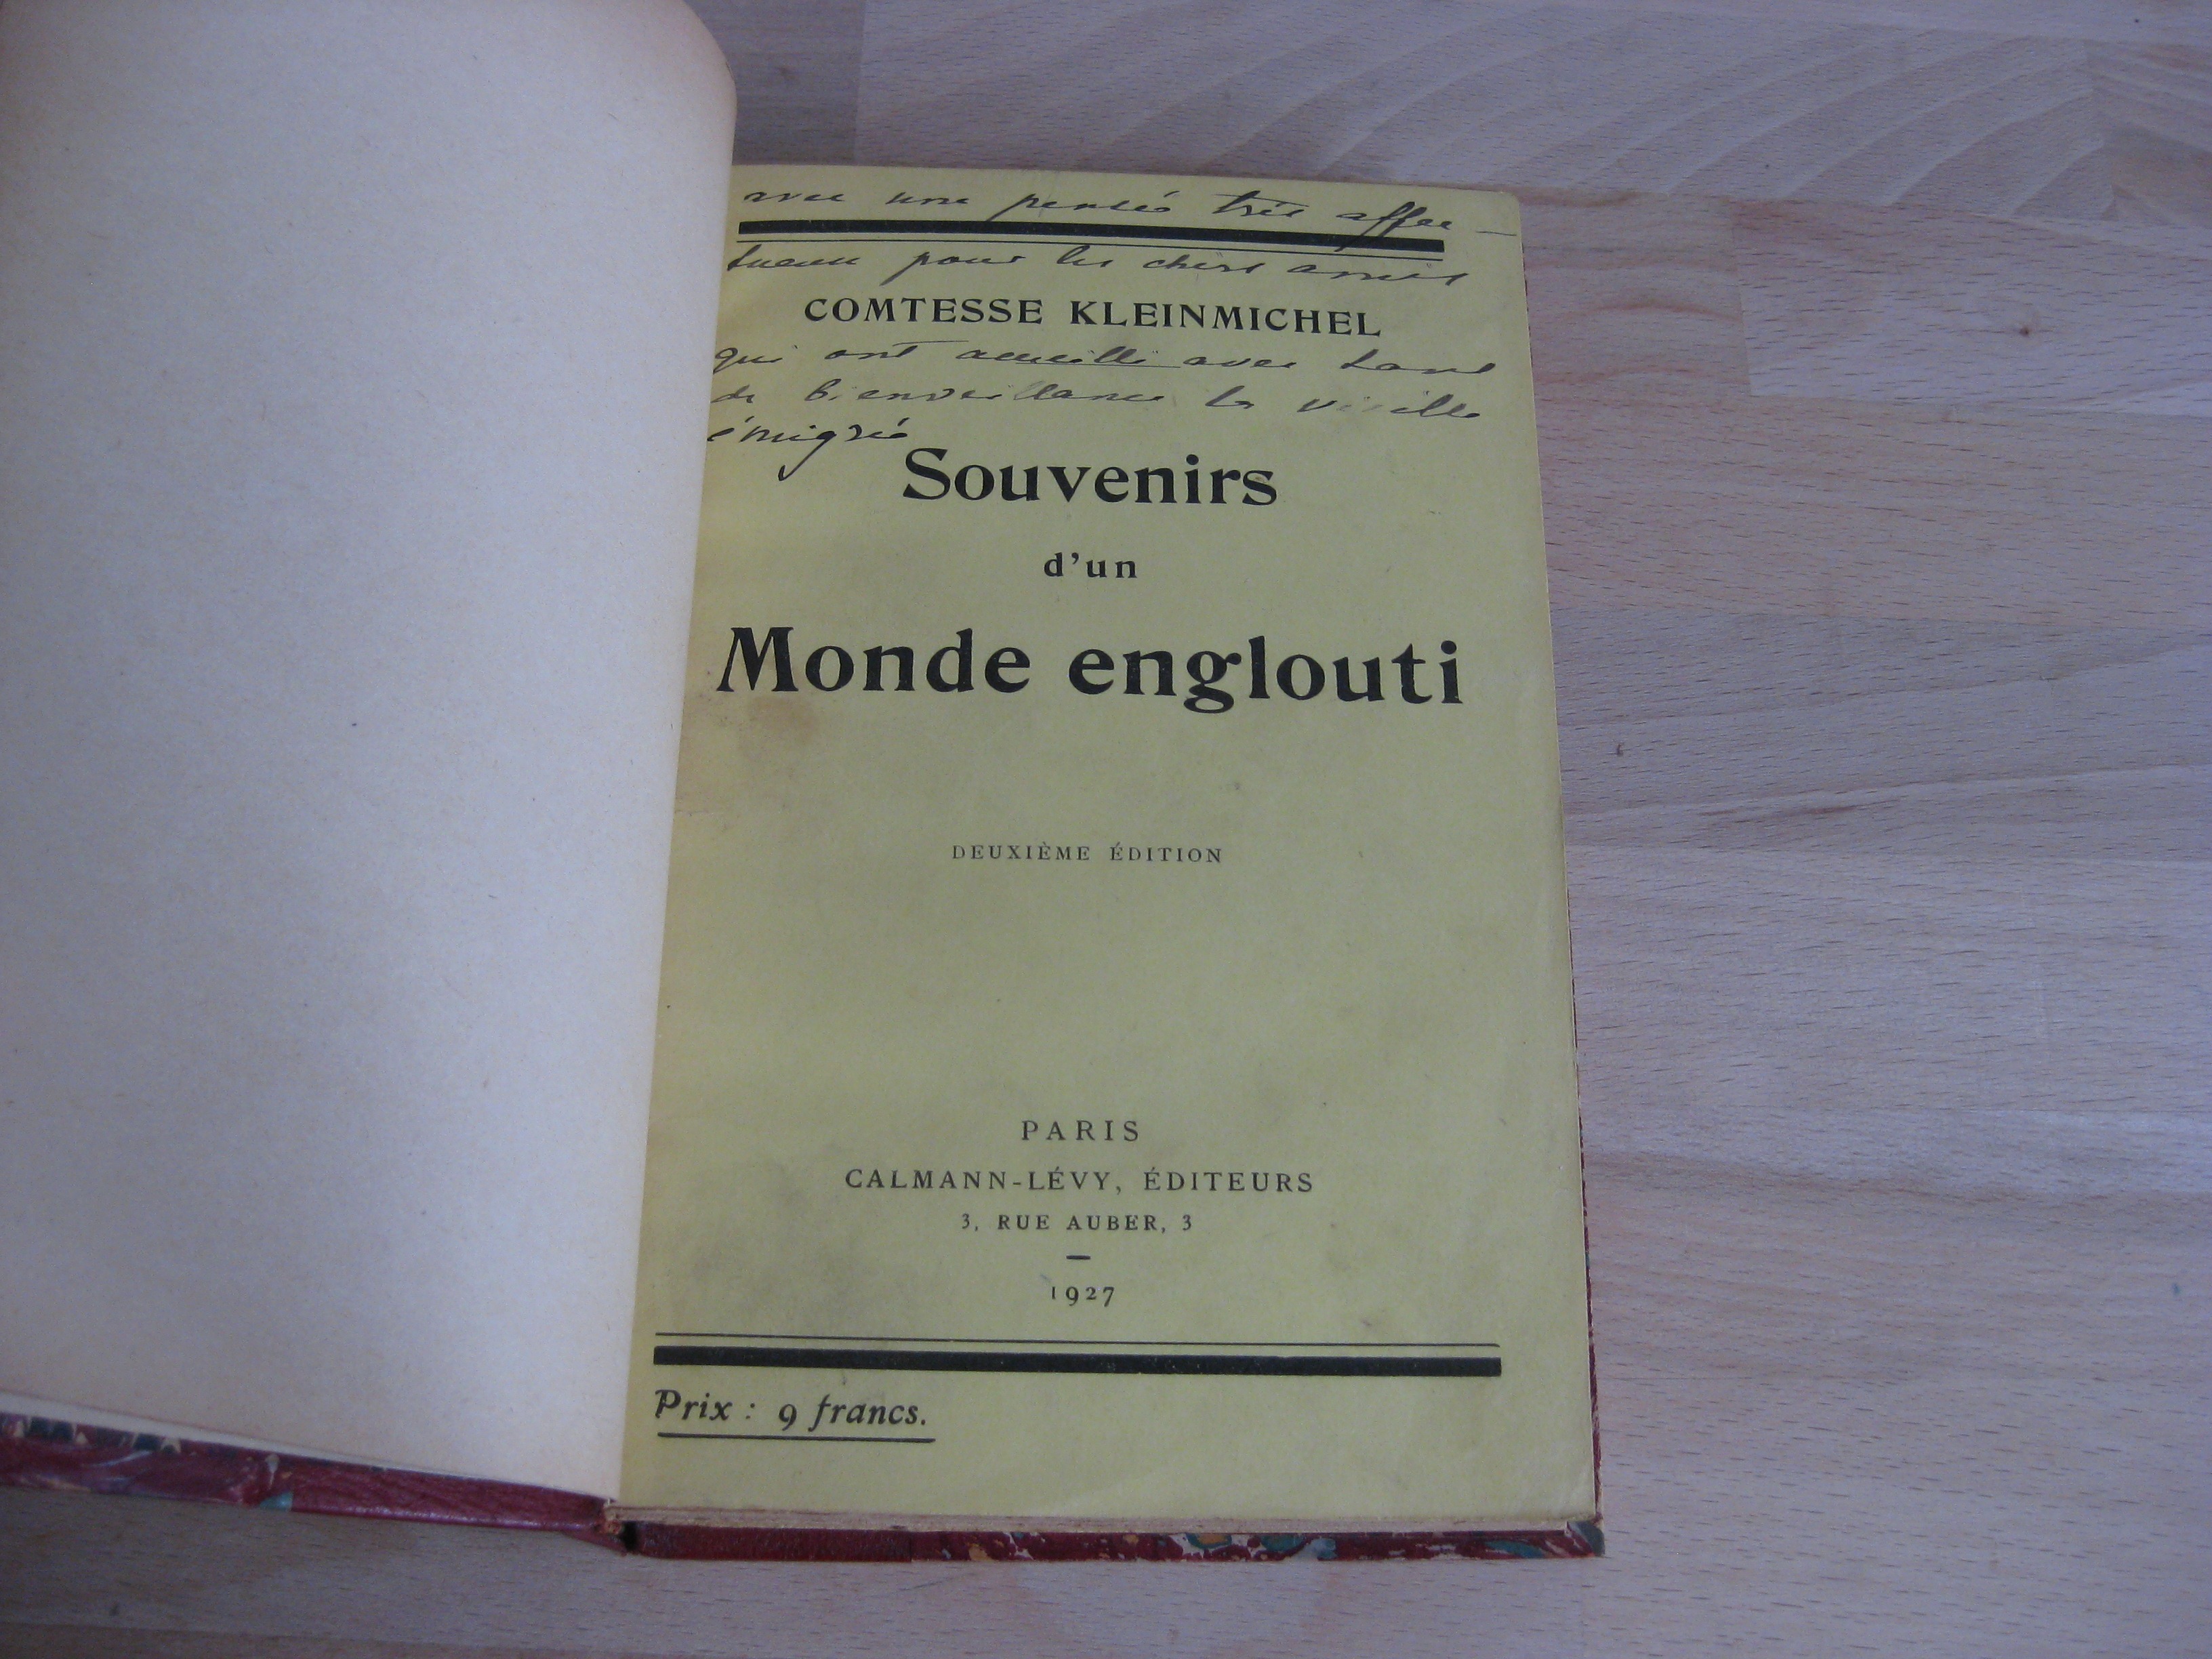 avec une pensée très affec-
tueuse pour les chers amis
COMTESSE KLEINMICHEL
qui ont accueilli avec tant
de bienveillance la vieille
émigrée
Souvenirs
d'un
Monde englouti
DEUXIÈME ÉDITION
PARIS
CALMANN-LÉVY, ÉDITEURS
3, RUE AUBER, 3
1927
Prix : 9 francs.